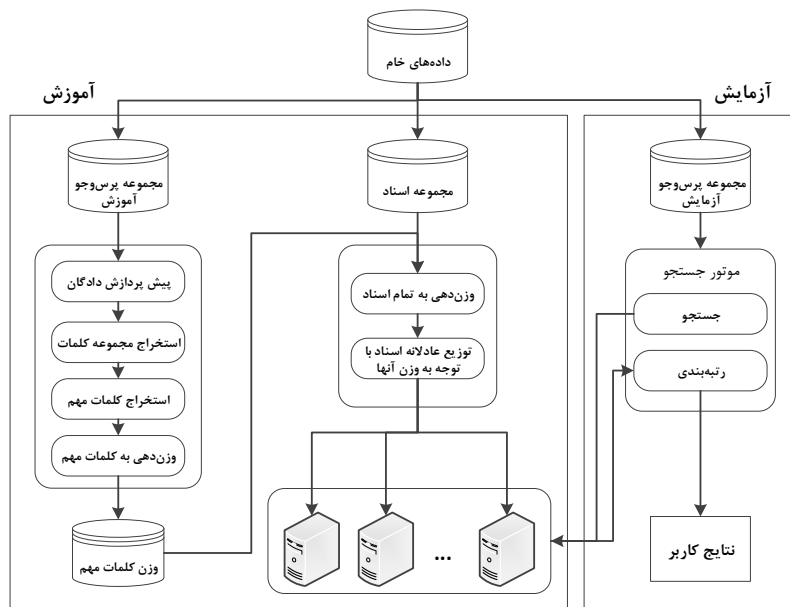 داده‌های خام
آموزش
آزمایش
مجموعه پرس‌وجو
آموزش
مجموعه اسناد
مجموعه پرس‌وجو
آزمایش
پیش پردازش دادگان
استخراج مجموعه کلمات
استخراج کلمات مهم
وزن‌دهی به کلمات مهم
وزن کلمات مهم
وزن‌دهی به تمام اسناد
توزیع عادلانه اسناد با
توجه به وزن آنها
...
موتور جستجو
جستجو
رتبه‌بندی
نتایج کاربر